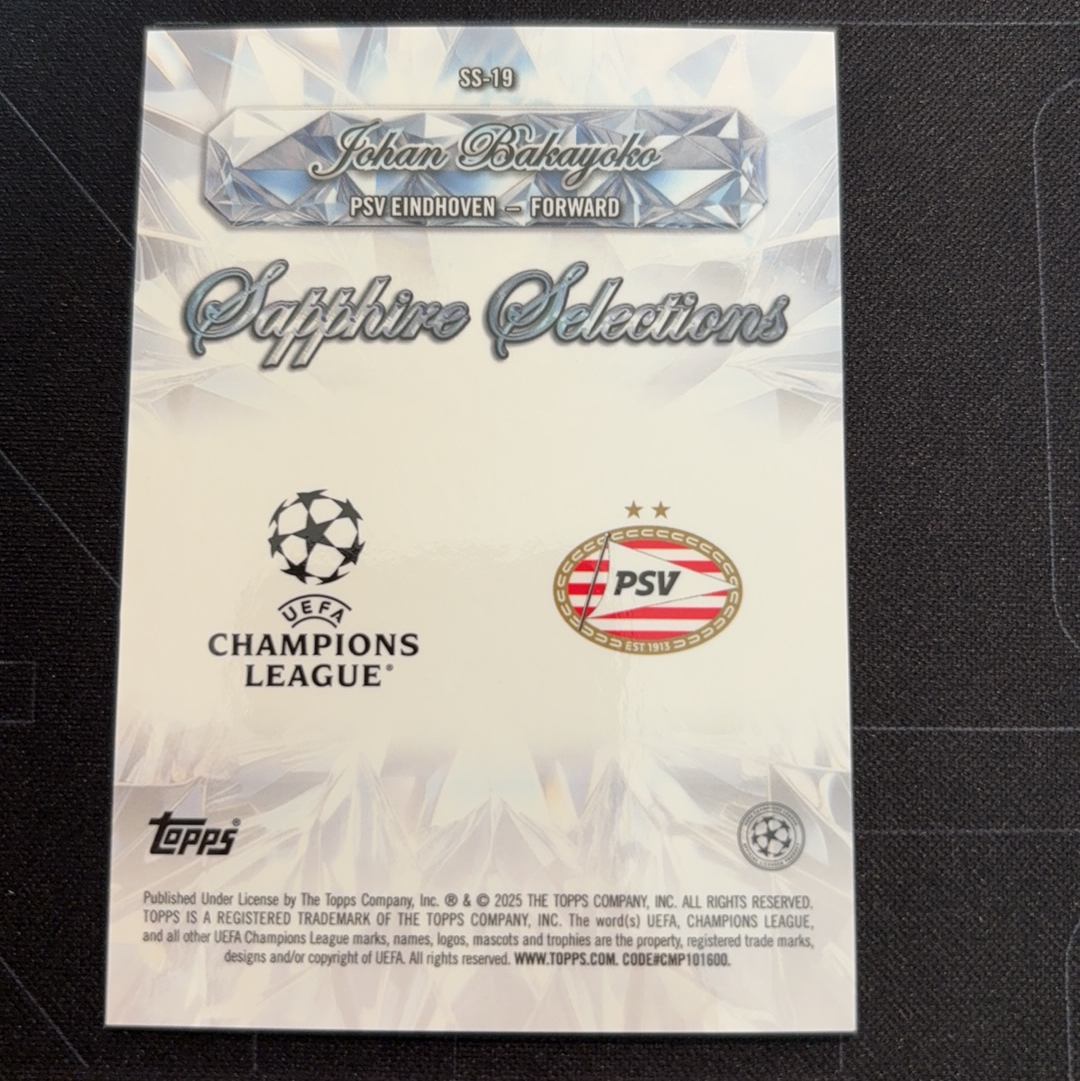 SS-19
Johan Bakayoko
PSV EINDHOVEN – FORWARD
Sapphire Selections
UEFA
CHAMPIONS
LEAGUE®
PSV
EST 1913
topps®
Published Under License by The Topps Company, Inc. ® & © 2025 THE TOPPS COMPANY, INC. ALL RIGHTS RESERVED.
TOPPS IS A REGISTERED TRADEMARK OF THE TOPPS COMPANY, INC. The word(s) UEFA, CHAMPIONS LEAGUE,
and all other UEFA Champions League marks, names, logos, mascots and trophies are the property, registered trade marks,
designs and/or copyright of UEFA. All rights reserved. WWW.TOPPS.COM. CODE#CMP101600.